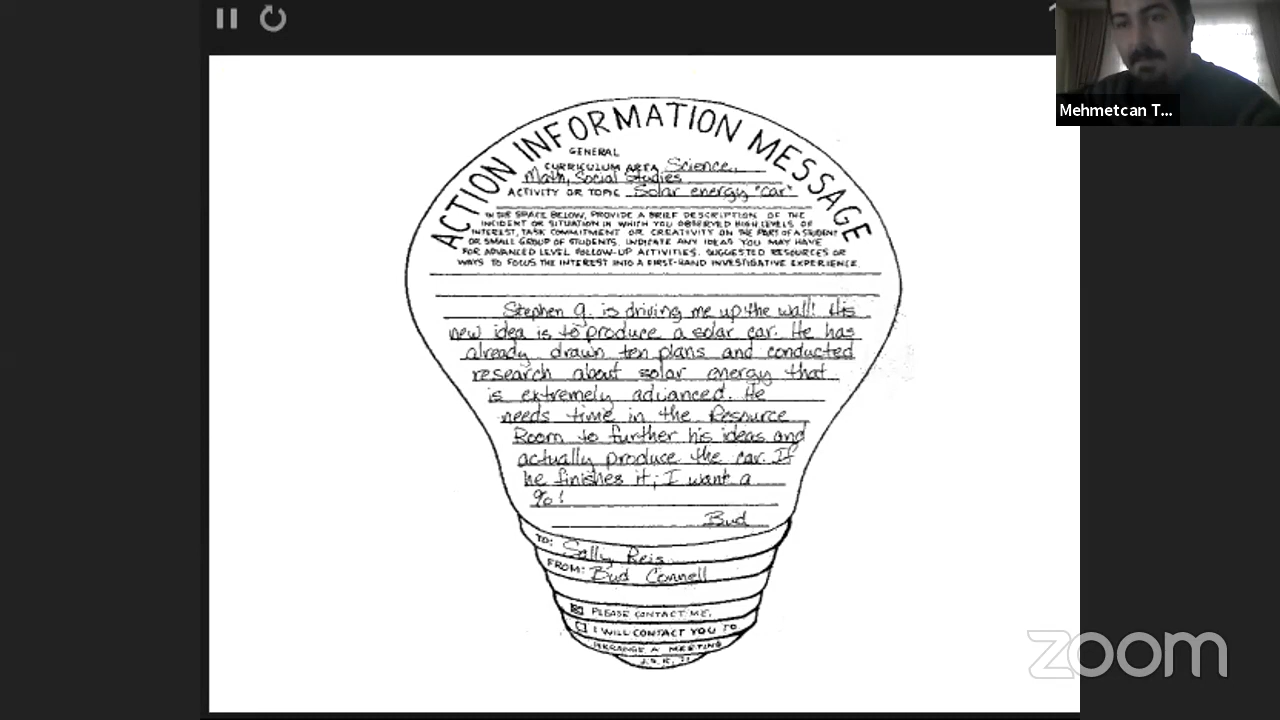 ACTION INFORMATION MESSAGE
GENERAL
CURRICULUM AREA Science,
Math, Social Studies
ACTIVITY OR TOPIC Solar energy "car"
IN THE SPACE BELOW, PROVIDE A BRIEF DESCRIPTION OF THE
INCIDENT OR SITUATION IN WHICH YOU OBSERVED HIGH LEVELS OF
INTEREST, TASK COMMITMENT OR CREATIVITY ON THE PART OF A STUDENT
OR SMALL GROUP OF STUDENTS. INDICATE ANY IDEAS YOU MAY HAVE
FOR ADVANCED LEVEL FOLLOW-UP ACTIVITIES. SUGGESTED RESOURCES OR
WAYS TO FOCUS THE INTEREST INTO A FIRST-HAND INVESTIGATIVE EXPERIENCE.
Stephen G. is driving me up the wall! His
new idea is to produce a solar car. He has
already drawn ten plans and conducted
research about solar energy that
is extremely advanced. He
needs time in the Resource
Room to further his ideas and
actually produce the car. If
he finishes it, I want a
%!
Bud
TO: Sally Reis
FROM: Bud Connell
PLEASE CONTACT ME.
I WILL CONTACT YOU TO
ARRANGE A MEETING
Mehmetcan T...
zoom